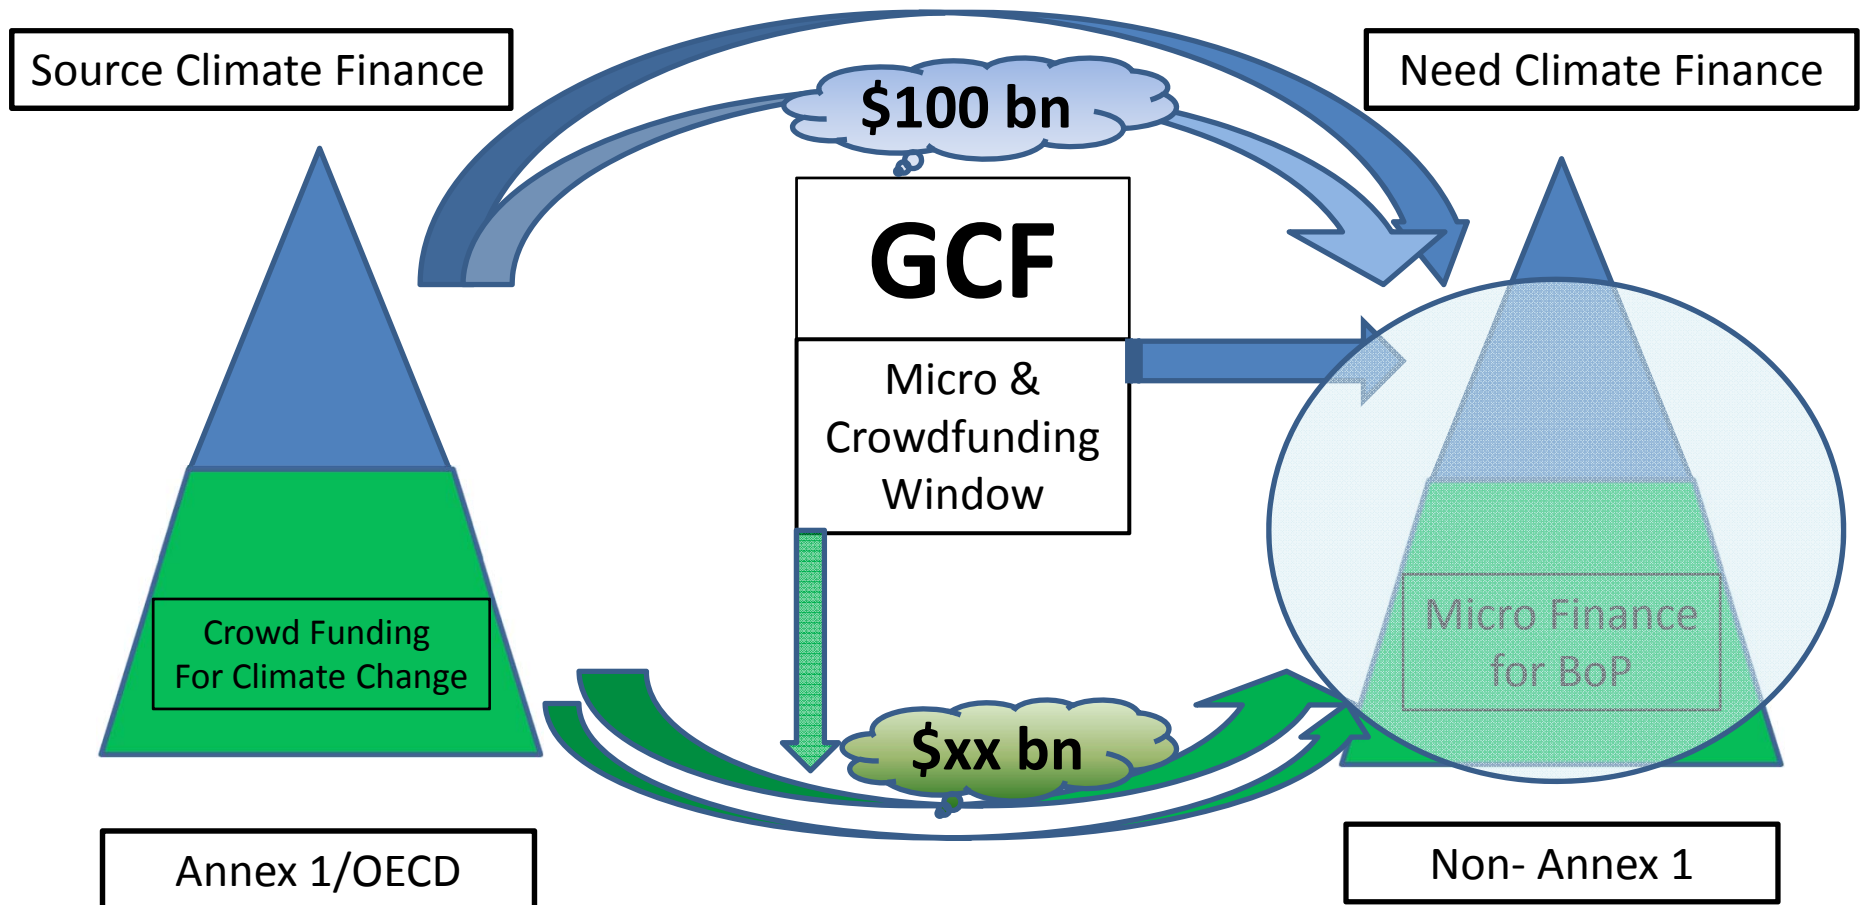 Source Climate Finance
Need Climate Finance
$100 bn
GCF
Micro &
Crowdfunding
Window
Crowd Funding
For Climate Change
Micro Finance
for BoP
$xx bn
Annex 1/OECD
Non- Annex 1